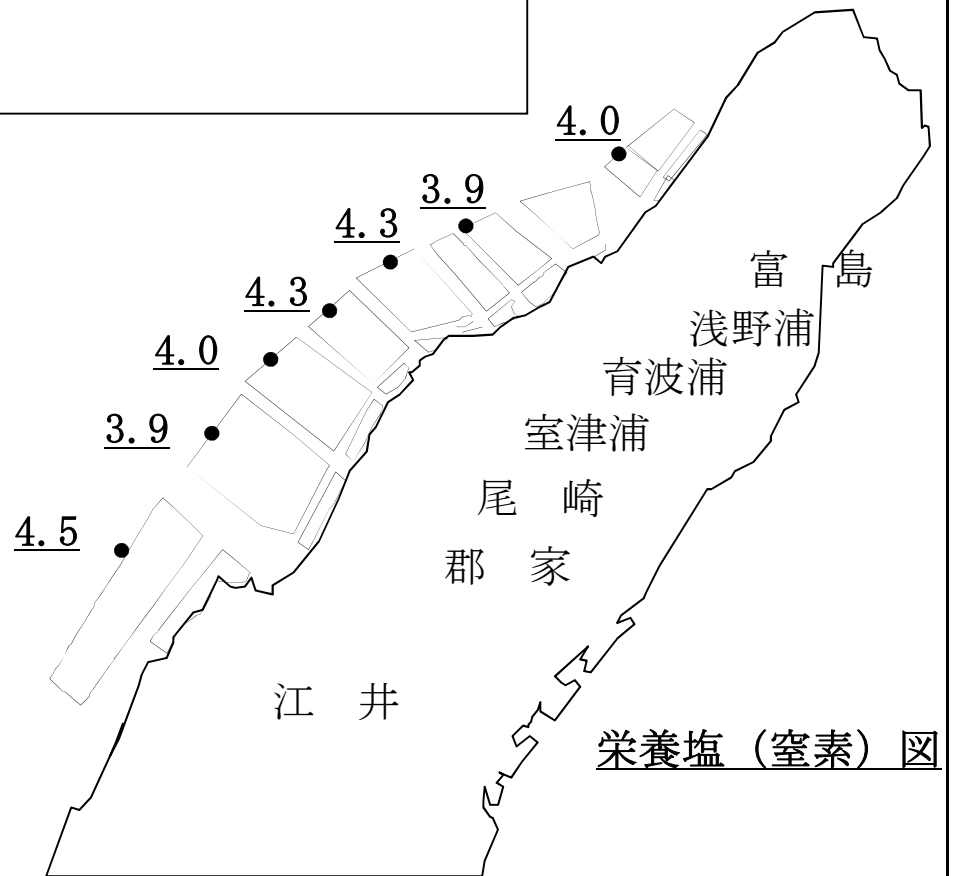 4.0
3.9
4.3
4.3
4.0
3.9
4.5
富　島
浅野浦
育波浦
室津浦
尾　崎
郡　家
江　井
栄養塩（窒素）図